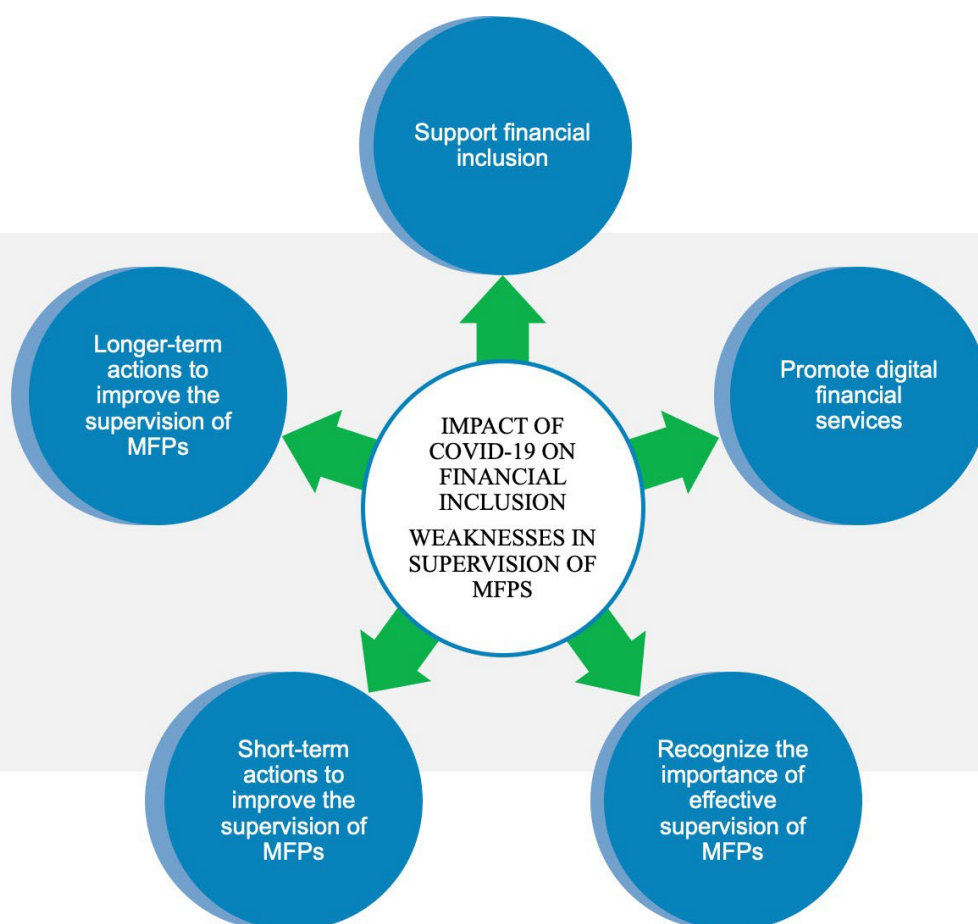 Support financial
inclusion
Longer-term
actions to
improve the
supervision of
MFPs
Promote digital
financial
services
IMPACT OF
COVID-19 ON
FINANCIAL
INCLUSION
WEAKNESSES IN
SUPERVISION OF
MFPS
Short-term
actions to
improve the
supervision of
MFPs
Recognize the
importance of
effective
supervision of
MFPs